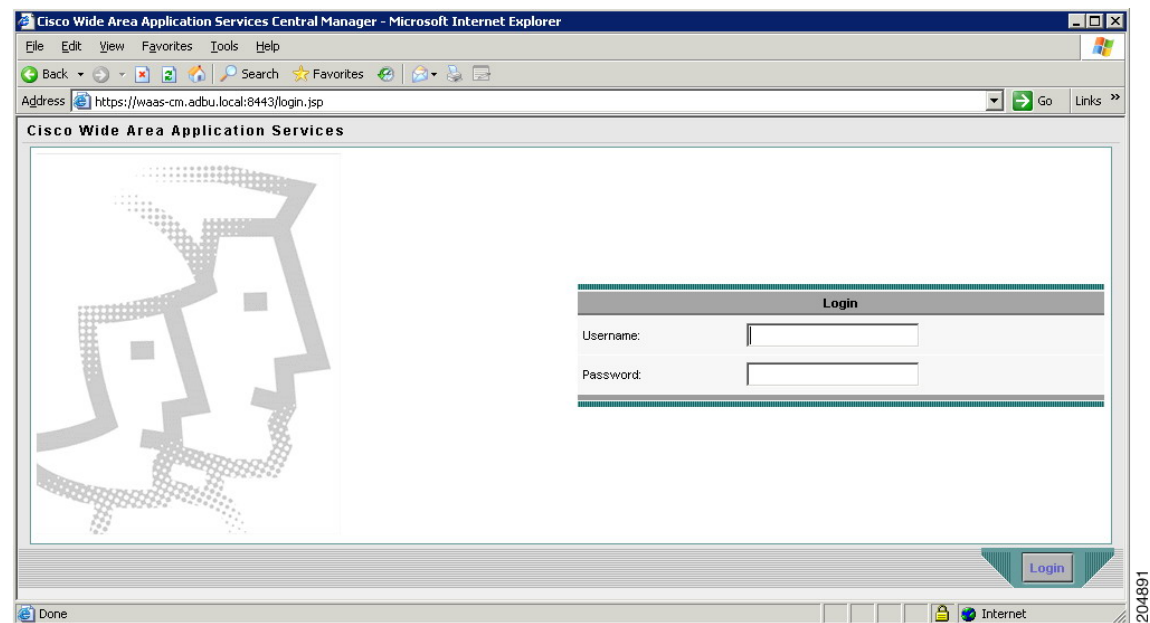 Cisco Wide Area Application Services Central Manager - Microsoft Internet Explorer
File Edit View Favorites Tools Help
Back Search Favorites
Address https://waas-cm.adbu.local:8443/login.jsp Go Links »
Cisco Wide Area Application Services
Login
Username:
Password:
Login
Done Internet
204891